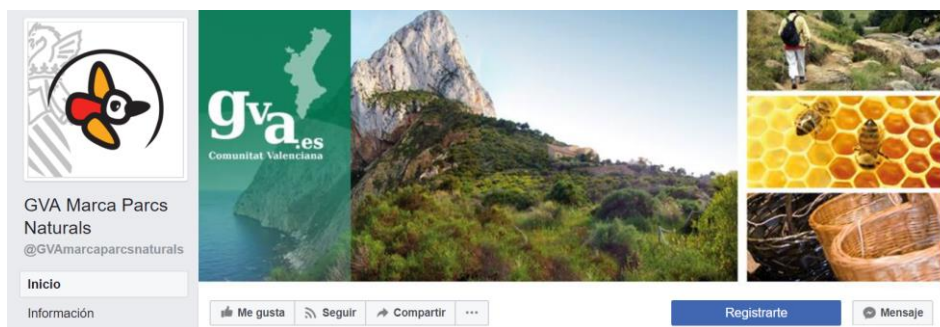 gva.es
Comunitat Valenciana
GVA Marca Parcs
Naturals
@GVAmarcaparcsnaturals
Inicio
Información
Me gusta
Seguir
Compartir
Registrarte
Mensaje